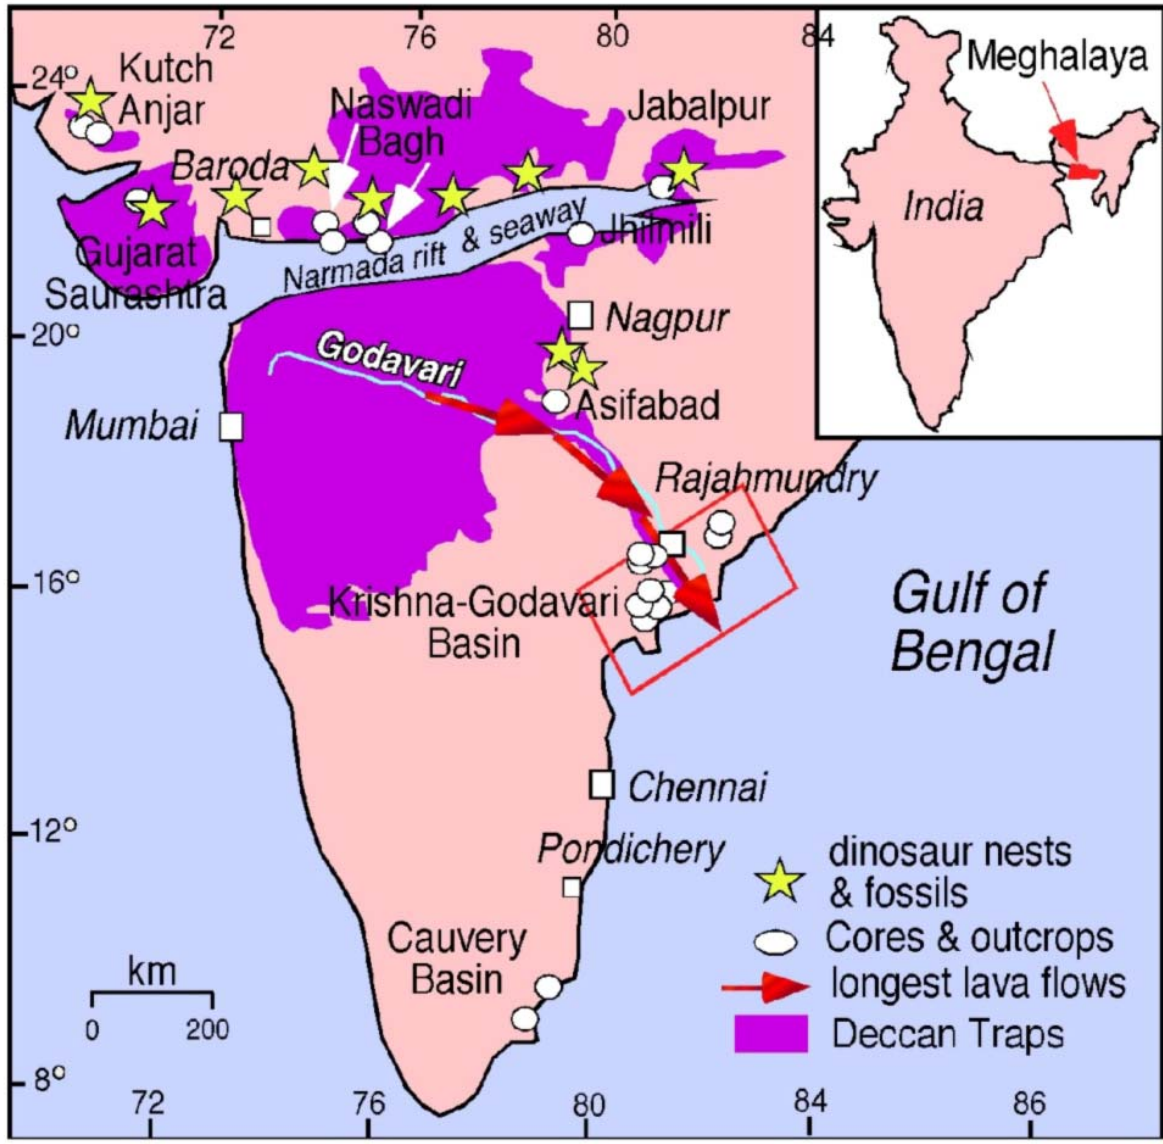 72
76
80
84
24°
Kutch
Anjar
Naswadi
Bagh
Jabalpur
Meghalaya
Baroda
India
Gujarat
Saurashtra
Narmada rift & seaway
Jhilmili
20°
Nagpur
Godavari
Asifabad
Mumbai
Rajahmundry
16°
Krishna-Godavari
Basin
Gulf of
Bengal
Chennai
12°
Pondichery
dinosaur nests
& fossils
Cauvery
Basin
Cores & outcrops
km
0
200
longest lava flows
Deccan Traps
8°
72
76
80
84
86